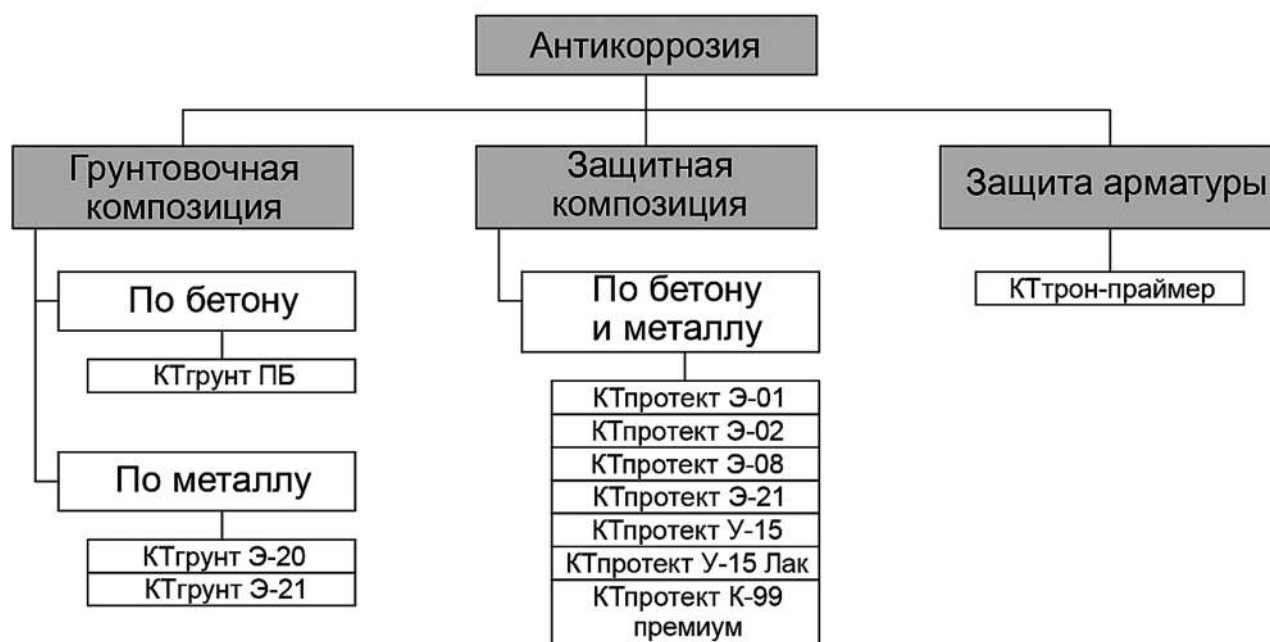 Антикоррозия
Грунтовочная
композиция
По бетону
КТгрунт ПБ
По металлу
КТгрунт Э-20
КТгрунт Э-21
Защитная
композиция
По бетону
и металлу
КТпротект Э-01
КТпротект Э-02
КТпротект Э-08
КТпротект Э-21
КТпротект У-15
КТпротект У-15 Лак
КТпротект К-99
премиум
Защита арматуры
КТтрон-праймер